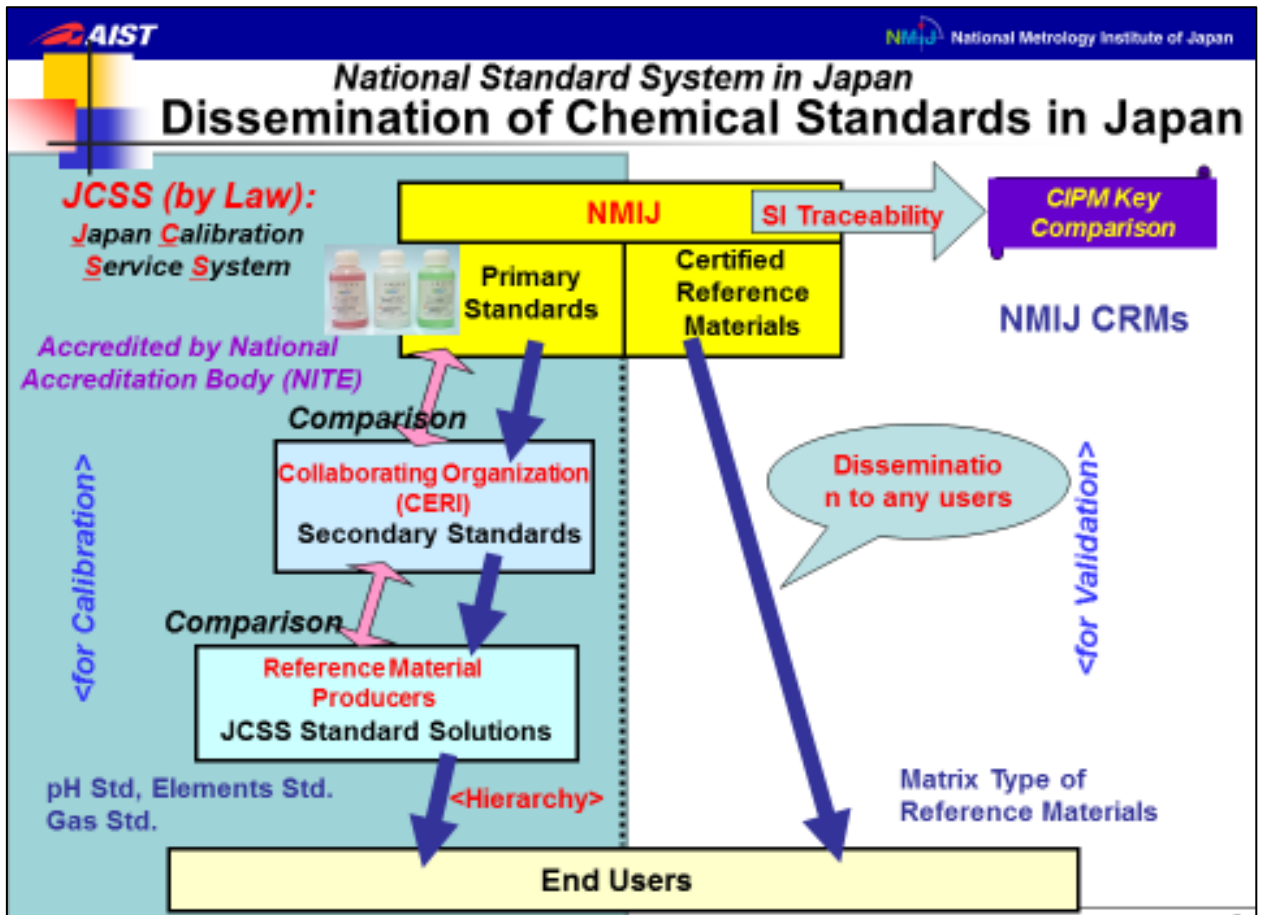 AIST
NMIJ National Metrology Institute of Japan
National Standard System in Japan
Dissemination of Chemical Standards in Japan
JCSS (by Law):
Japan Calibration
Service System
NMIJ
SI Traceability
CIPM Key
Comparison
Primary
Standards
Certified
Reference
Materials
NMIJ CRMs
Accredited by National
Accreditation Body (NITE)
Comparison
Collaborating Organization
(CERI)
Secondary Standards
Disseminatio
n to any users
<for Calibration>
<for Validation>
Comparison
Reference Material
Producers
JCSS Standard Solutions
pH Std, Elements Std.
Gas Std.
<Hierarchy>
Matrix Type of
Reference Materials
End Users